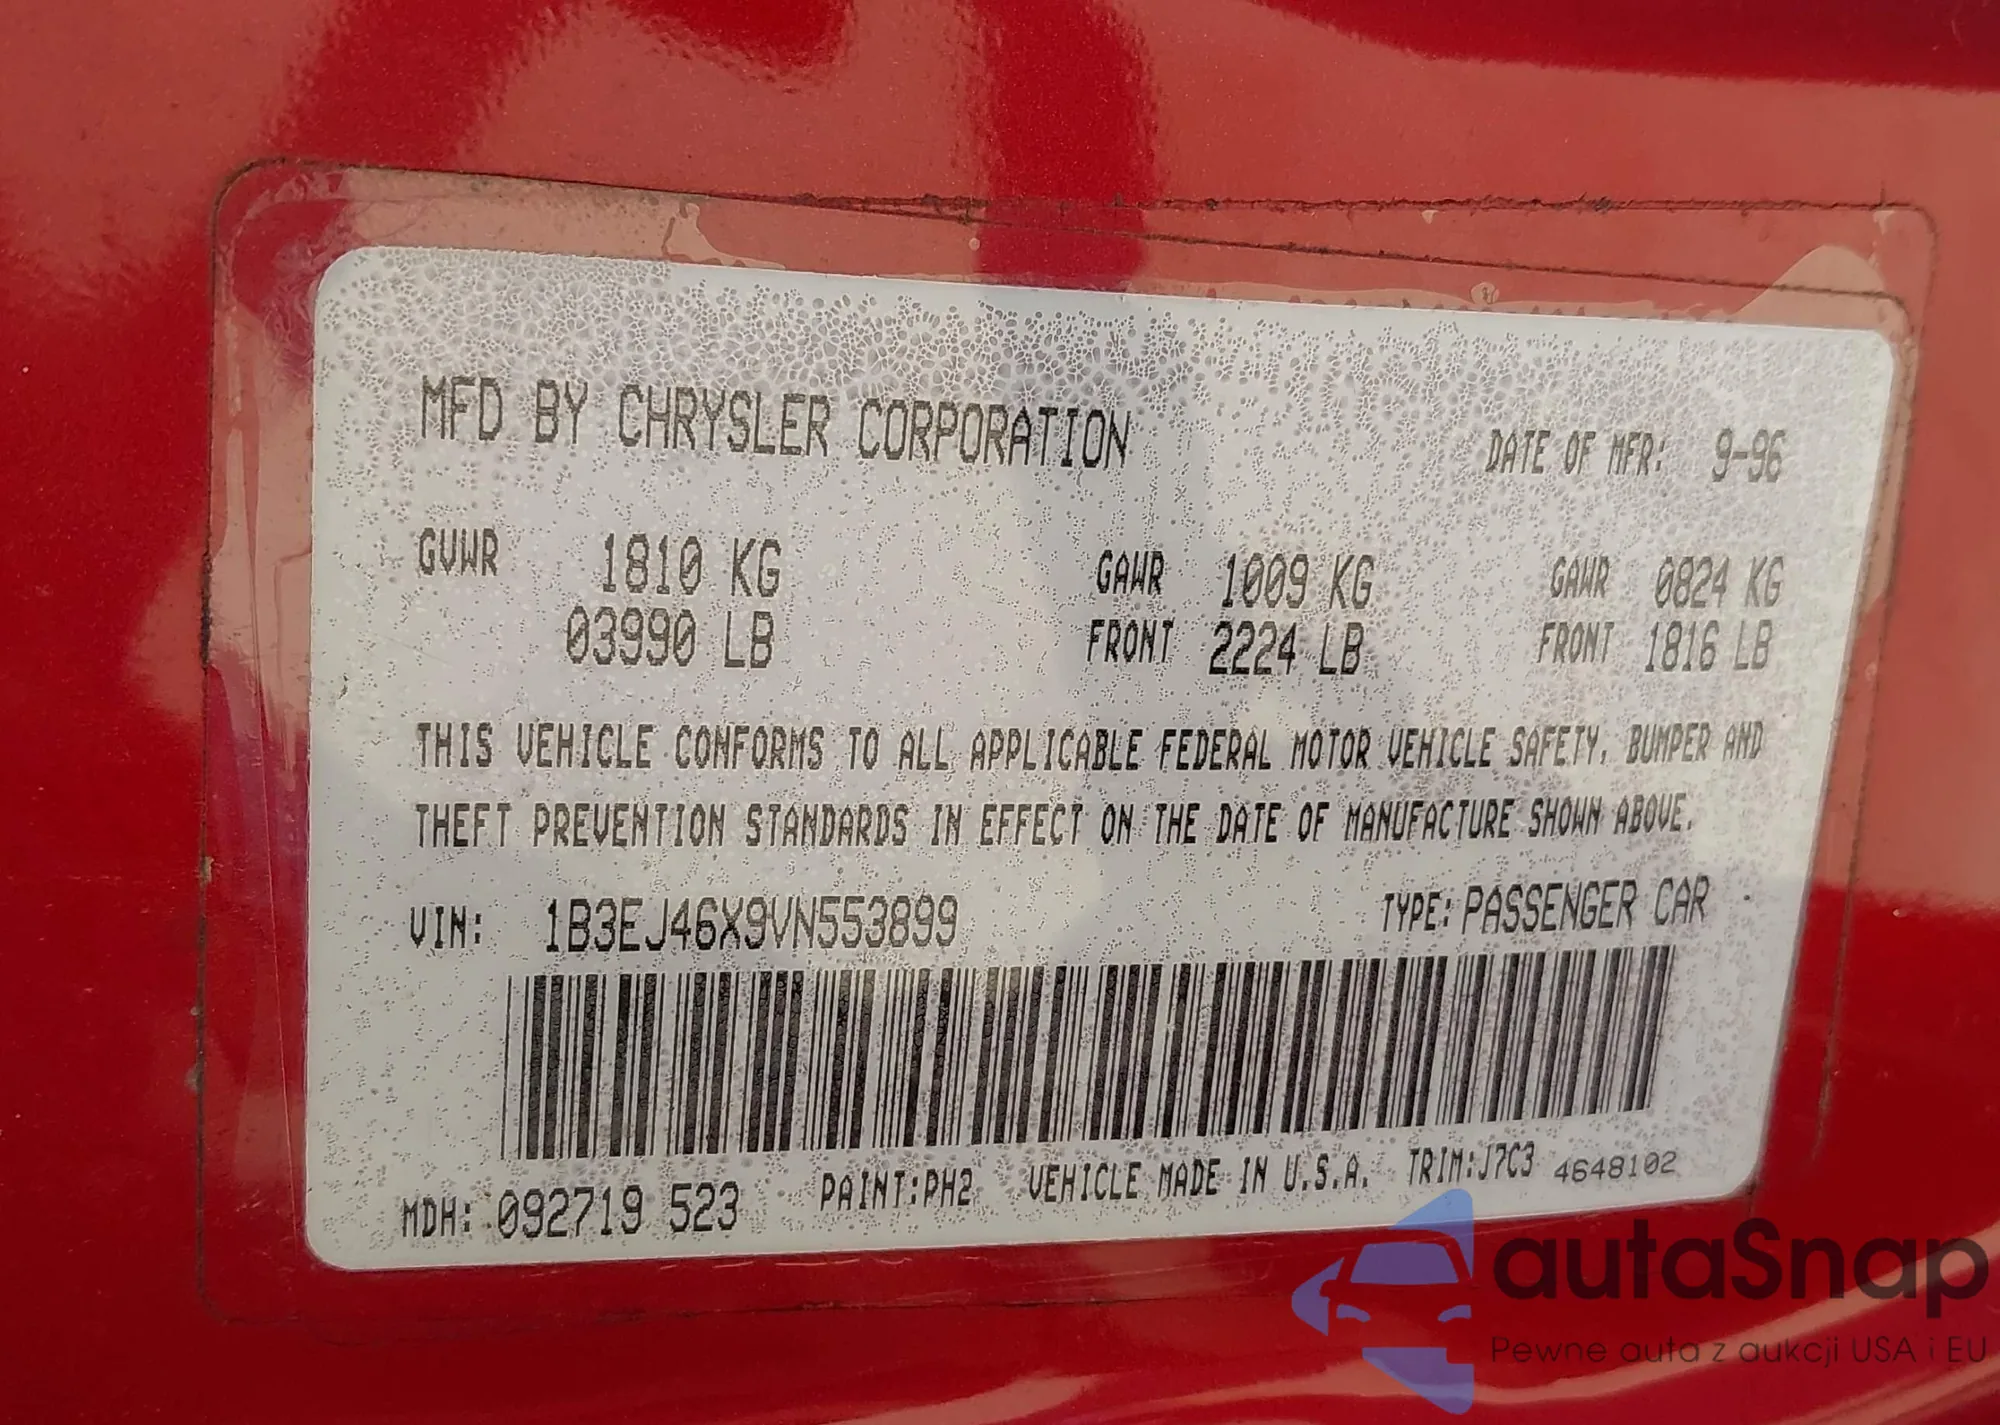 MFD BY CHRYSLER CORPORATION DATE OF MFR: 9-96
GVWR 1810 KG GAWR 1009 KG GAWR 0824 KG
03990 LB FRONT 2224 LB FRONT 1816 LB
THIS VEHICLE CONFORMS TO ALL APPLICABLE FEDERAL MOTOR VEHICLE SAFETY, BUMPER AND
THEFT PREVENTION STANDARDS IN EFFECT ON THE DATE OF MANUFACTURE SHOWN ABOVE.
VIN: 1B3EJ46X9VN553899 TYPE: PASSENGER CAR
MDH: 092719 523 PAINT:PH2 VEHICLE MADE IN U.S.A. TRIM:J7C3 4648102
autaSnap
Pewne auta z aukcji USA i EU